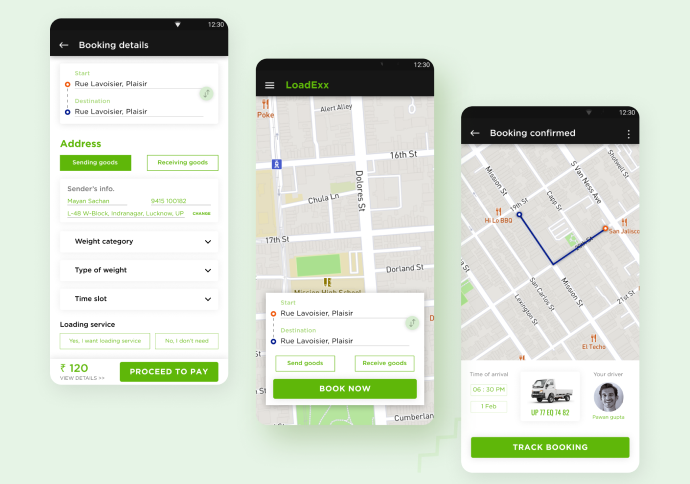 12:30
Booking details
Start
Rue Lavoisier, Plaisir
Destination
Rue Lavoisier, Plaisir
Address
Sending goods
Receiving goods
Sender's info.
Mayan Sachan
9415 100182
L-48 W-Block, Indranagar, Lucknow, UP
CHANGE
Weight category
Type of weight
Time slot
Loading service
Yes, I want loading service
No, I don't need
₹ 120
VIEW DETAILS >>
PROCEED TO PAY
12:30
LoadExx
Poke
Alert Alley
16th St
Dolores St
Chula Ln
17th St
Dorland St
Mission High School
Start
Rue Lavoisier, Plaisir
Destination
Rue Lavoisier, Plaisir
Send goods
Receive goods
BOOK NOW
St
D
Cumberlan
12:30
Booking confirmed
Mission St
S Van Ness Ave
Shotwell St
19th St
Capp St
Hi Lo BBQ
San Jalisco
20th St
San Carlos St
Mission St
Lexington St
21st St
El Techo
Time of arrival
06 : 30 PM
1 Feb
UP 77 EQ 74 82
Your driver
Pawan gupta
TRACK BOOKING